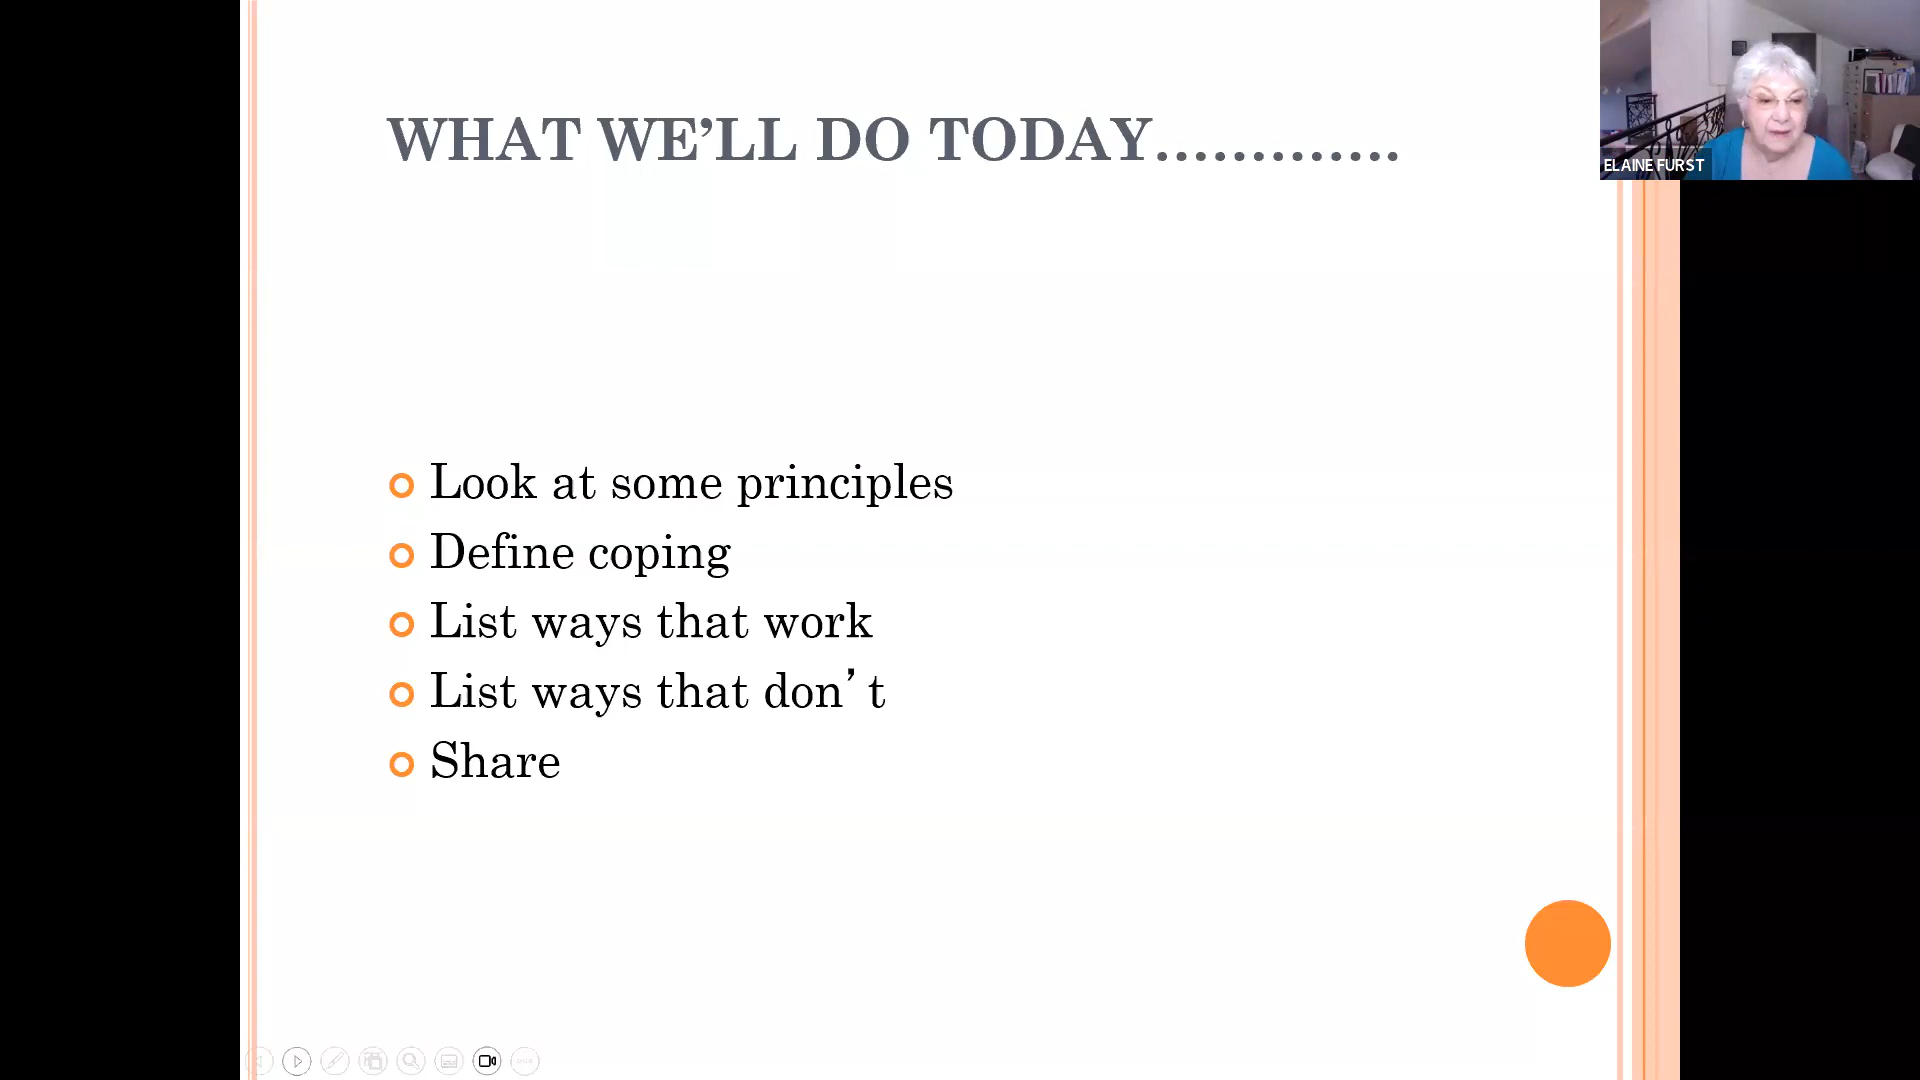 WHAT WE’LL DO TODAY.............
ELAINE FURST
Look at some principles
Define coping
List ways that work
List ways that don’t
Share